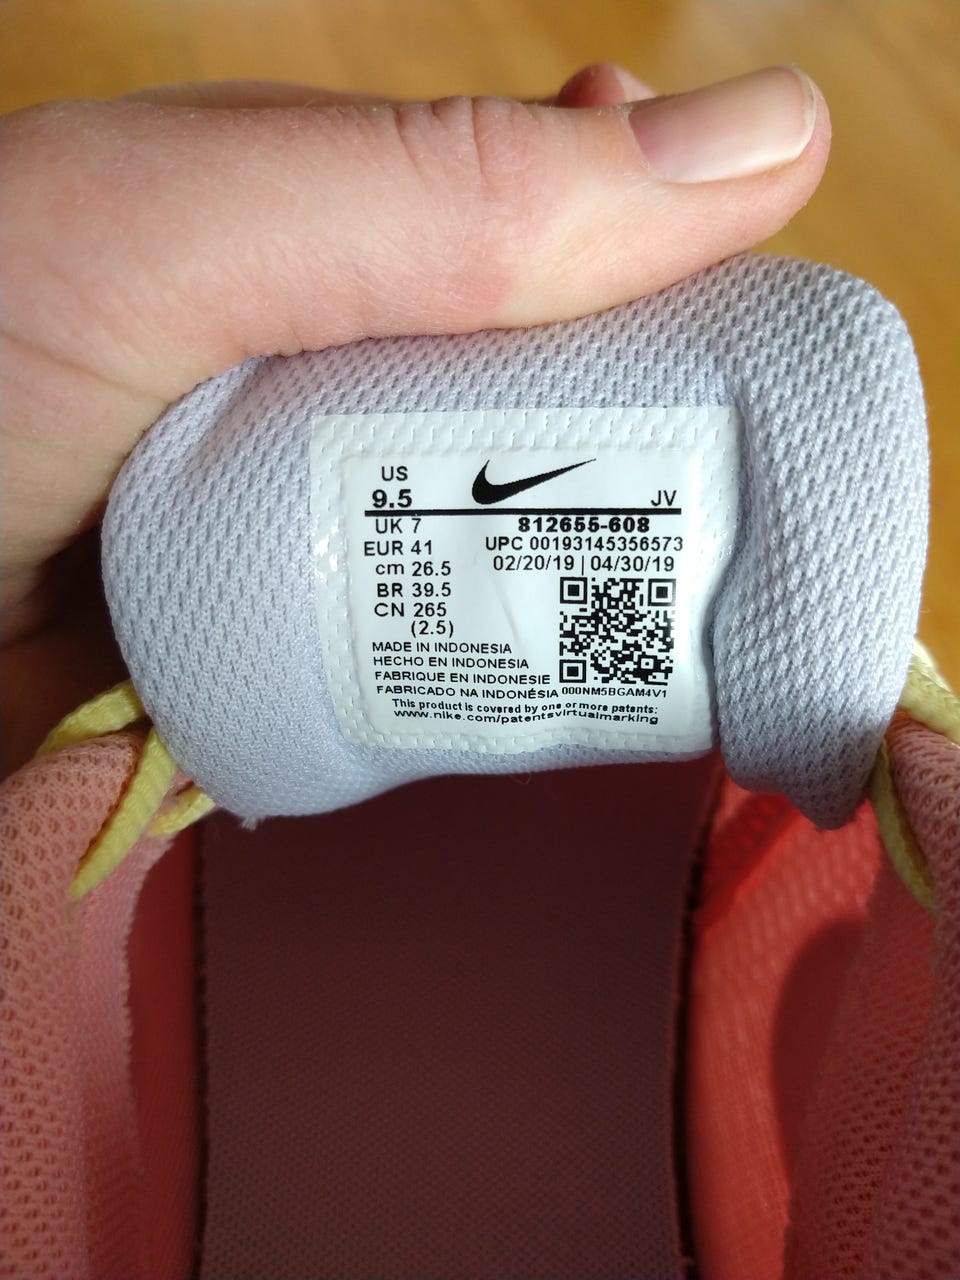 US
9.5
JV
UK 7
EUR 41
cm 26.5
BR 39.5
CN 265
(2.5)
812655-608
UPC 00193145356573
02/20/19 | 04/30/19
MADE IN INDONESIA
HECHO EN INDONESIA
FABRIQUE EN INDONESIE
FABRICADO NA INDONÉSIA
000NM5BGAM4V1
This product is covered by one or more patents:
www.nike.com/patentsvirtualmarking